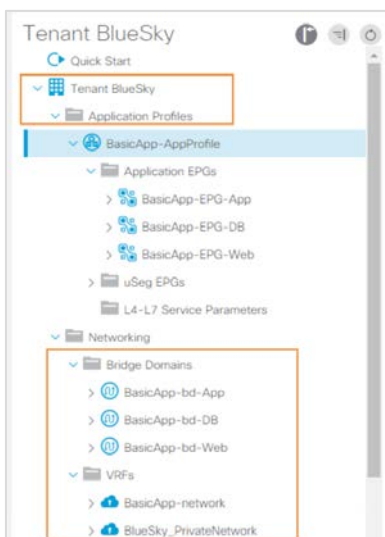 Tenant BlueSky
Quick Start
Tenant BlueSky
Application Profiles
BasicApp-AppProfile
Application EPGs
BasicApp-EPG-App
BasicApp-EPG-DB
BasicApp-EPG-Web
uSeg EPGs
L4-L7 Service Parameters
Networking
Bridge Domains
BasicApp-bd-App
BasicApp-bd-DB
BasicApp-bd-Web
VRFs
BasicApp-network
BlueSky_PrivateNetwork